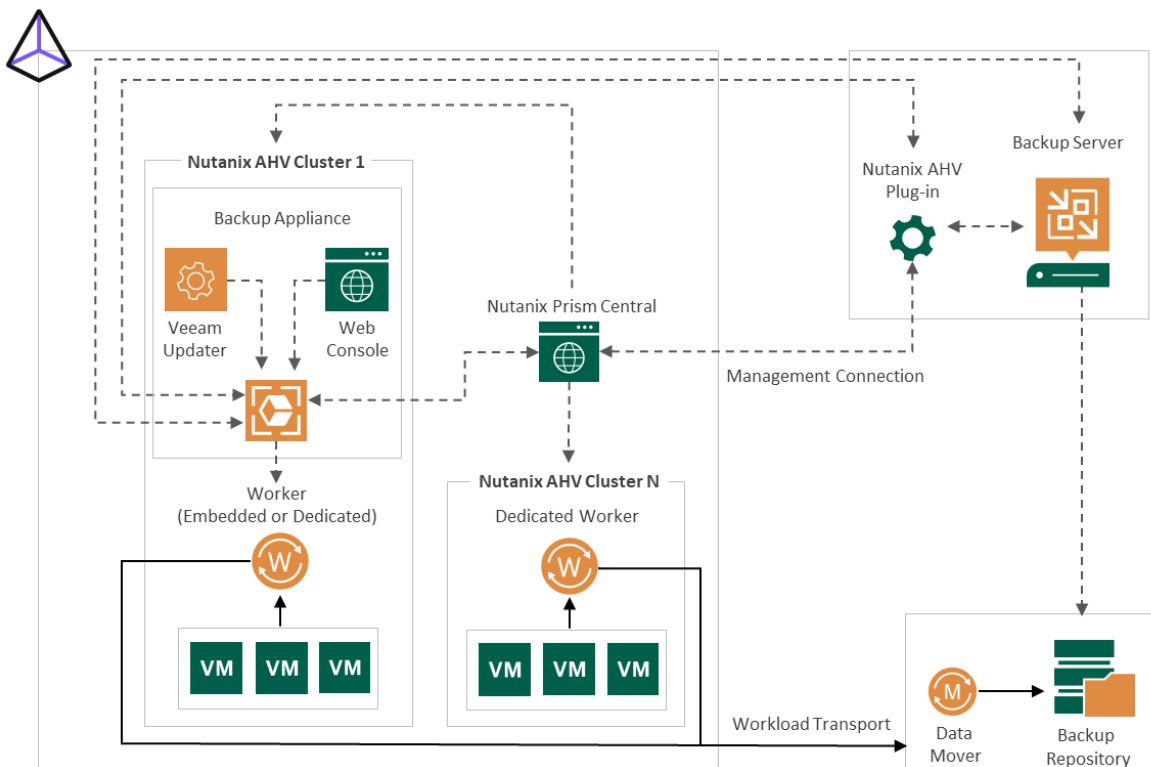 Backup Server
Nutanix AHV Cluster 1
Nutanix AHV
Plug-in
Backup Appliance
Veeam
Updater
Web
Console
Nutanix Prism Central
Management Connection
Nutanix AHV Cluster N
Worker
(Embedded or Dedicated)
Dedicated Worker
W
W
VM VM VM
VM VM VM
Workload Transport
M
Data
Mover
Backup
Repository